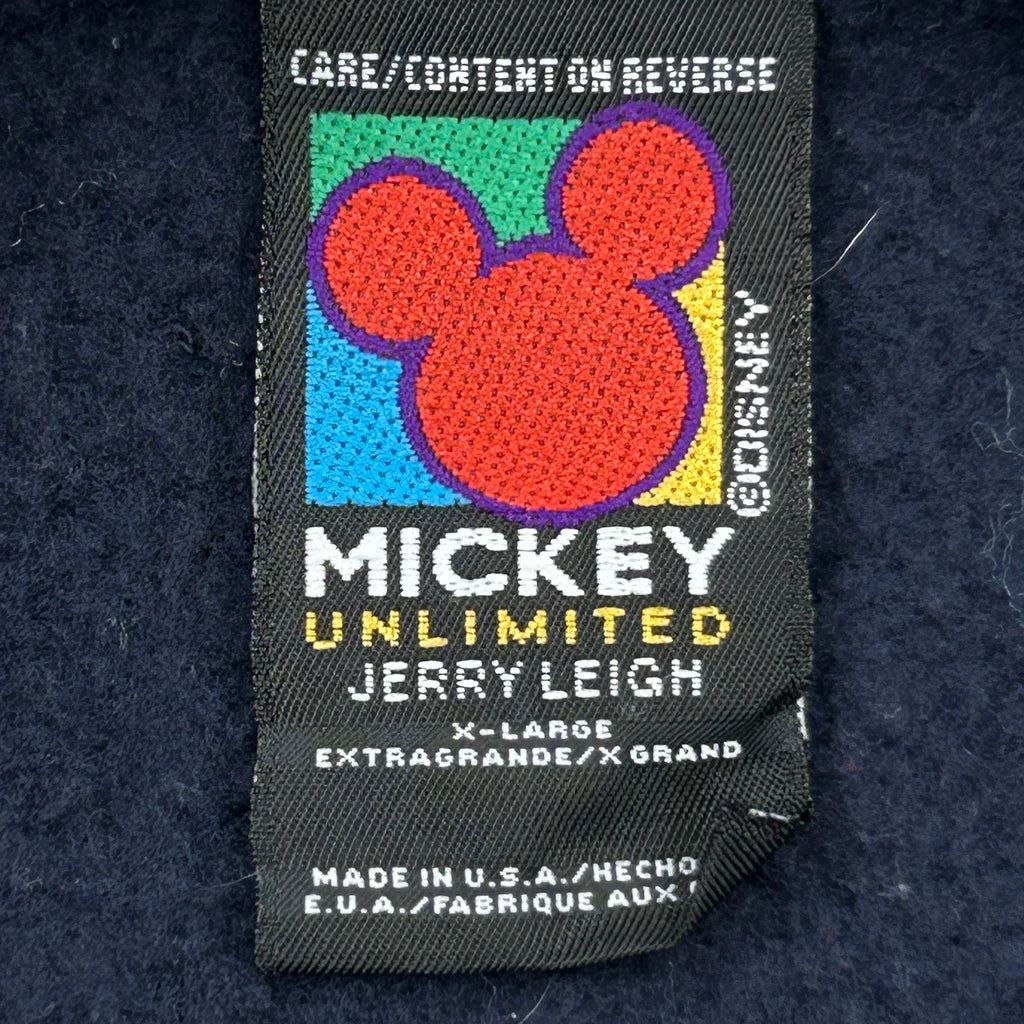 CARE/CONTENT ON REVERSE
©DISNEY
MICKEY
UNLIMITED
JERRY LEIGH
X-LARGE
EXTRAGRANDE/X GRAND
MADE IN U.S.A./HECHO
E.U.A./FABRIQUE AUX